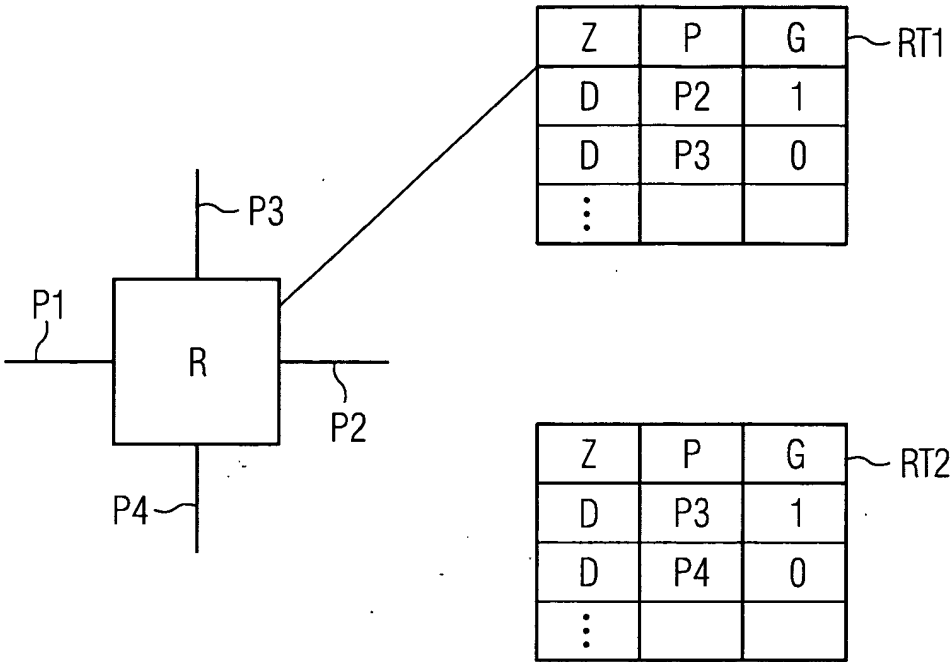 Z P G RT1
D P2 1
D P3 0
⋮
P3
P1
R
P2
P4
Z P G RT2
D P3 1
D P4 0
⋮